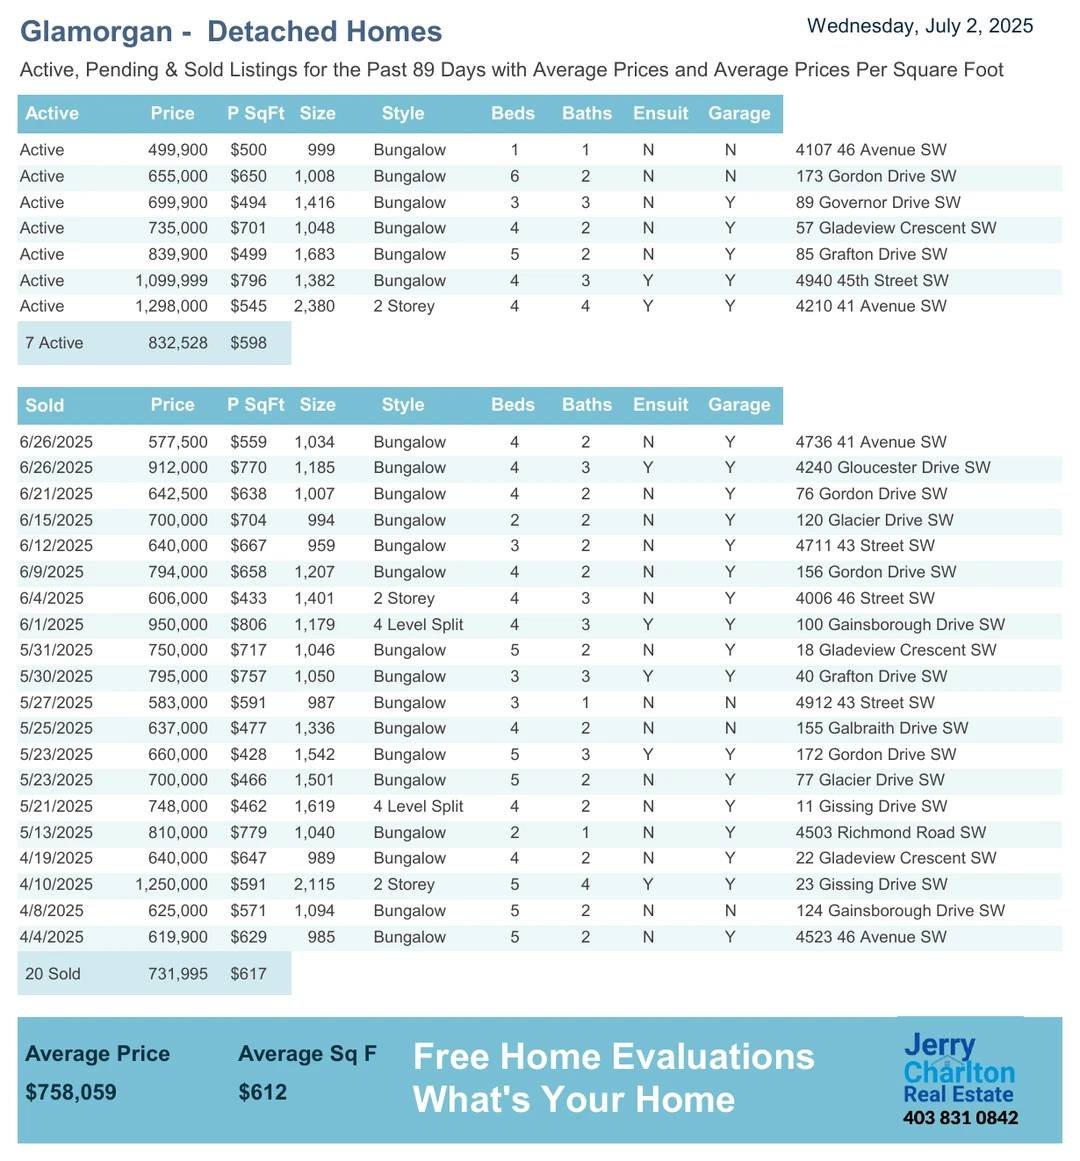 Glamorgan -  Detached Homes
Wednesday, July 2, 2025
Active, Pending & Sold Listings for the Past 89 Days with Average Prices and Average Prices Per Square Foot
Active Price P SqFt Size Style Beds Baths Ensuit Garage
Active 499,900 $500 999 Bungalow 1 1 N N 4107 46 Avenue SW
Active 655,000 $650 1,008 Bungalow 6 2 N N 173 Gordon Drive SW
Active 699,900 $494 1,416 Bungalow 3 3 N Y 89 Governor Drive SW
Active 735,000 $701 1,048 Bungalow 4 2 N Y 57 Gladeview Crescent SW
Active 839,900 $499 1,683 Bungalow 5 2 N Y 85 Grafton Drive SW
Active 1,099,999 $796 1,382 Bungalow 4 3 Y Y 4940 45th Street SW
Active 1,298,000 $545 2,380 2 Storey 4 4 Y Y 4210 41 Avenue SW
7 Active 832,528 $598
Sold Price P SqFt Size Style Beds Baths Ensuit Garage
6/26/2025 577,500 $559 1,034 Bungalow 4 2 N Y 4736 41 Avenue SW
6/26/2025 912,000 $770 1,185 Bungalow 4 3 Y Y 4240 Gloucester Drive SW
6/21/2025 642,500 $638 1,007 Bungalow 4 2 N Y 76 Gordon Drive SW
6/15/2025 700,000 $704 994 Bungalow 2 2 N Y 120 Glacier Drive SW
6/12/2025 640,000 $667 959 Bungalow 3 2 N Y 4711 43 Street SW
6/9/2025 794,000 $658 1,207 Bungalow 4 2 N Y 156 Gordon Drive SW
6/4/2025 606,000 $433 1,401 2 Storey 4 3 N Y 4006 46 Street SW
6/1/2025 950,000 $806 1,179 4 Level Split 4 3 Y Y 100 Gainsborough Drive SW
5/31/2025 750,000 $717 1,046 Bungalow 5 2 N Y 18 Gladeview Crescent SW
5/30/2025 795,000 $757 1,050 Bungalow 3 3 Y Y 40 Grafton Drive SW
5/27/2025 583,000 $591 987 Bungalow 3 1 N N 4912 43 Street SW
5/25/2025 637,000 $477 1,336 Bungalow 4 2 N N 155 Galbraith Drive SW
5/23/2025 660,000 $428 1,542 Bungalow 5 3 Y Y 172 Gordon Drive SW
5/23/2025 700,000 $466 1,501 Bungalow 5 2 N Y 77 Glacier Drive SW
5/21/2025 748,000 $462 1,619 4 Level Split 4 2 N Y 11 Gissing Drive SW
5/13/2025 810,000 $779 1,040 Bungalow 2 1 N Y 4503 Richmond Road SW
4/19/2025 640,000 $647 989 Bungalow 4 2 N Y 22 Gladeview Crescent SW
4/10/2025 1,250,000 $591 2,115 2 Storey 5 4 Y Y 23 Gissing Drive SW
4/8/2025 625,000 $571 1,094 Bungalow 5 2 N N 124 Gainsborough Drive SW
4/4/2025 619,900 $629 985 Bungalow 5 2 N Y 4523 46 Avenue SW
20 Sold 731,995 $617
Average Price Average Sq F
$758,059 $612
Free Home Evaluations
What's Your Home
Jerry
Charlton
Real Estate
403 831 0842